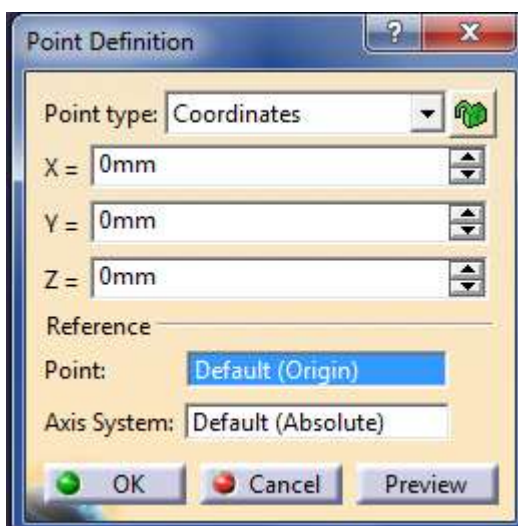 Point Definition
?
Point type: Coordinates
X = 0mm
Y = 0mm
Z = 0mm
Reference
Point: Default (Origin)
Axis System: Default (Absolute)
OK Cancel Preview